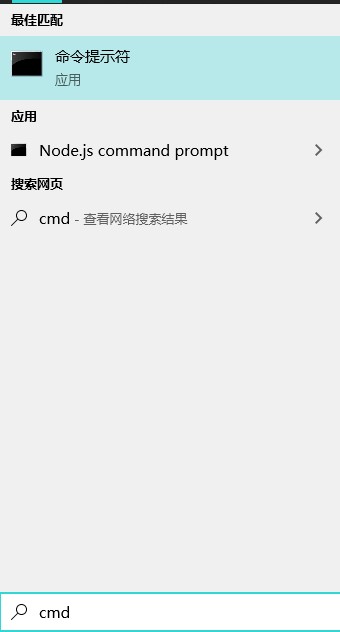 最佳匹配
命令提示符
应用
应用
Node.js command prompt
搜索网页
cmd - 查看网络搜索结果
cmd